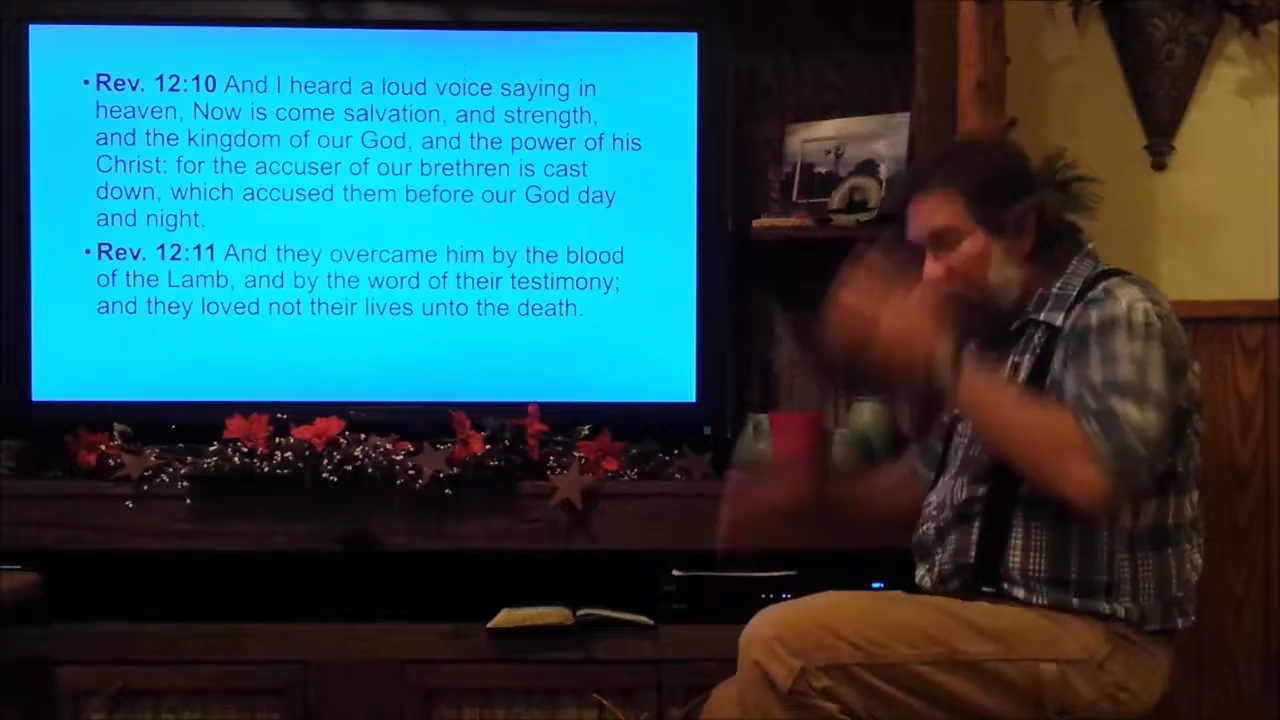 • Rev. 12:10 And I heard a loud voice saying in
heaven, Now is come salvation, and strength,
and the kingdom of our God, and the power of his
Christ: for the accuser of our brethren is cast
down, which accused them before our God day
and night.
• Rev. 12:11 And they overcame him by the blood
of the Lamb, and by the word of their testimony;
and they loved not their lives unto the death.